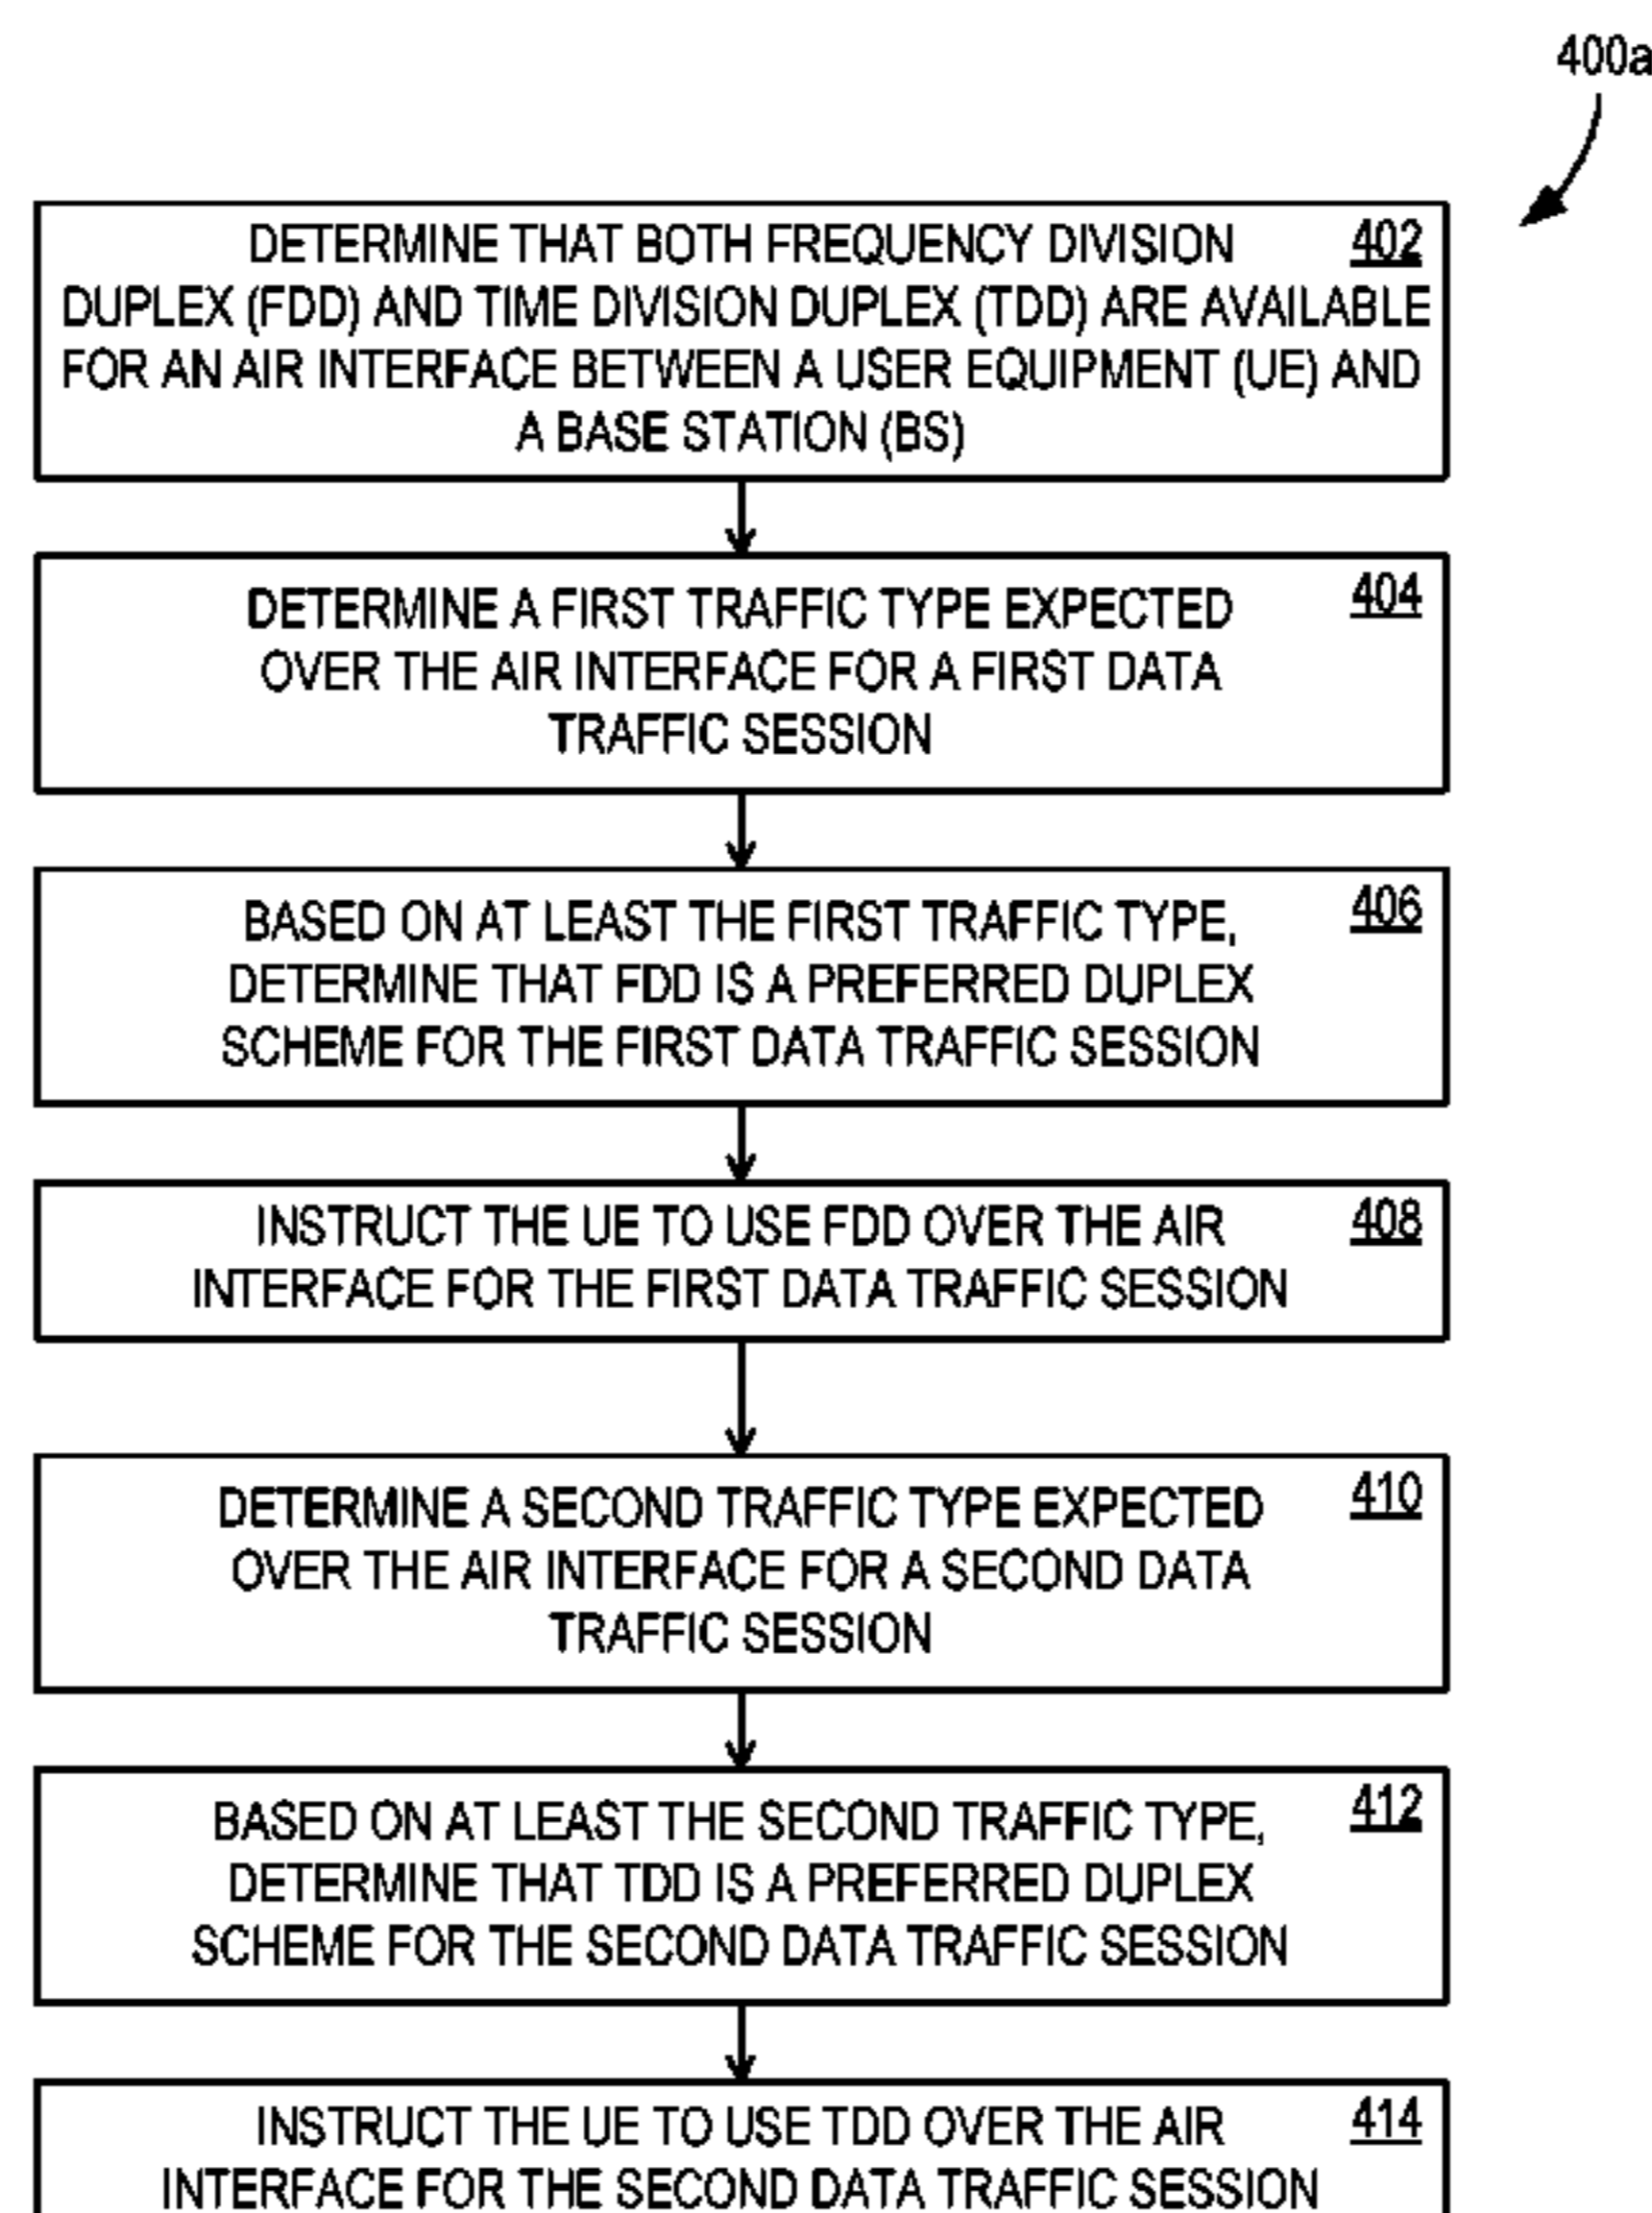 400a
DETERMINE THAT BOTH FREQUENCY DIVISION 402
DUPLEX (FDD) AND TIME DIVISION DUPLEX (TDD) ARE AVAILABLE
FOR AN AIR INTERFACE BETWEEN A USER EQUIPMENT (UE) AND
A BASE STATION (BS)
DETERMINE A FIRST TRAFFIC TYPE EXPECTED 404
OVER THE AIR INTERFACE FOR A FIRST DATA
TRAFFIC SESSION
BASED ON AT LEAST THE FIRST TRAFFIC TYPE, 406
DETERMINE THAT FDD IS A PREFERRED DUPLEX
SCHEME FOR THE FIRST DATA TRAFFIC SESSION
INSTRUCT THE UE TO USE FDD OVER THE AIR 408
INTERFACE FOR THE FIRST DATA TRAFFIC SESSION
DETERMINE A SECOND TRAFFIC TYPE EXPECTED 410
OVER THE AIR INTERFACE FOR A SECOND DATA
TRAFFIC SESSION
BASED ON AT LEAST THE SECOND TRAFFIC TYPE, 412
DETERMINE THAT TDD IS A PREFERRED DUPLEX
SCHEME FOR THE SECOND DATA TRAFFIC SESSION
INSTRUCT THE UE TO USE TDD OVER THE AIR 414
INTERFACE FOR THE SECOND DATA TRAFFIC SESSION